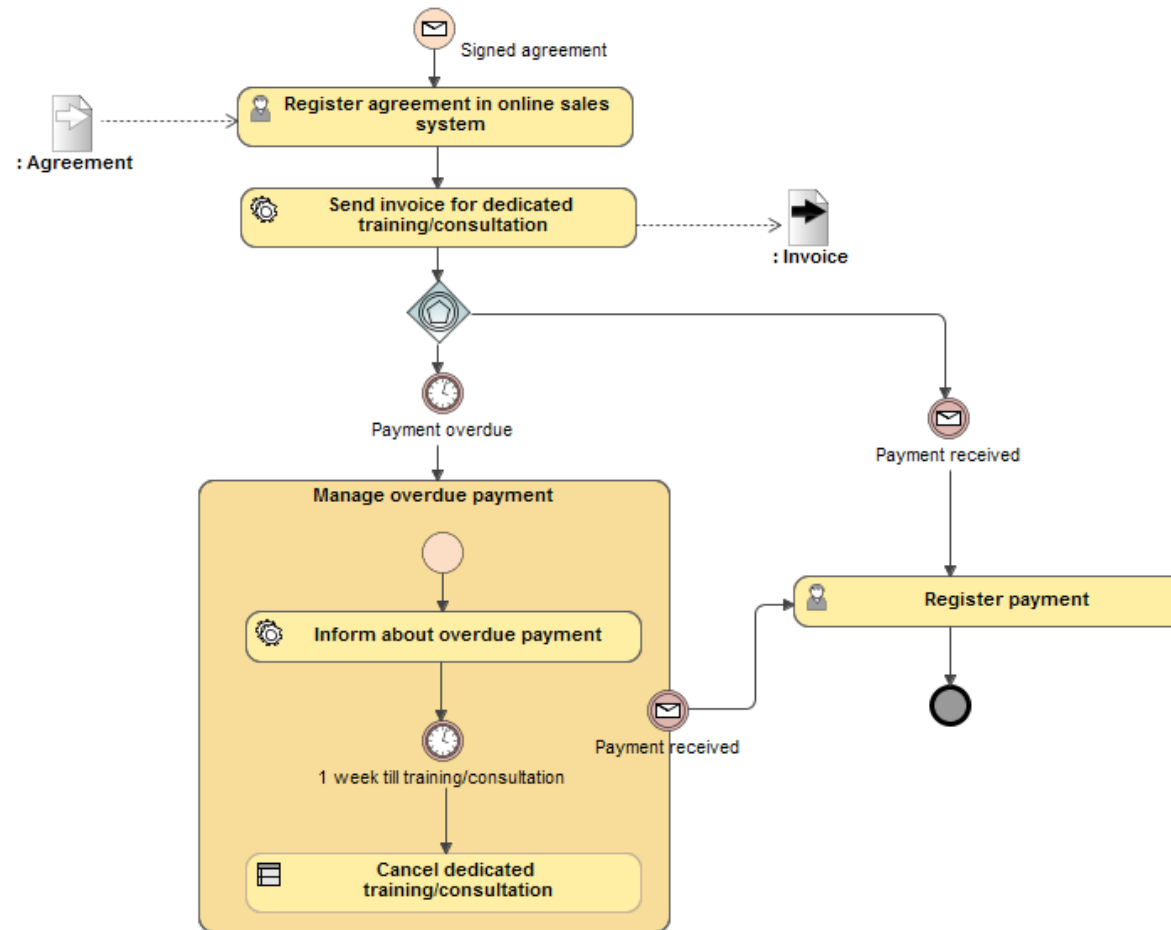 Signed agreement
Register agreement in online sales
system
: Agreement
Send invoice for dedicated
training/consultation
: Invoice
Payment overdue
Payment received
Manage overdue payment
Register payment
Inform about overdue payment
Payment received
1 week till training/consultation
Cancel dedicated
training/consultation